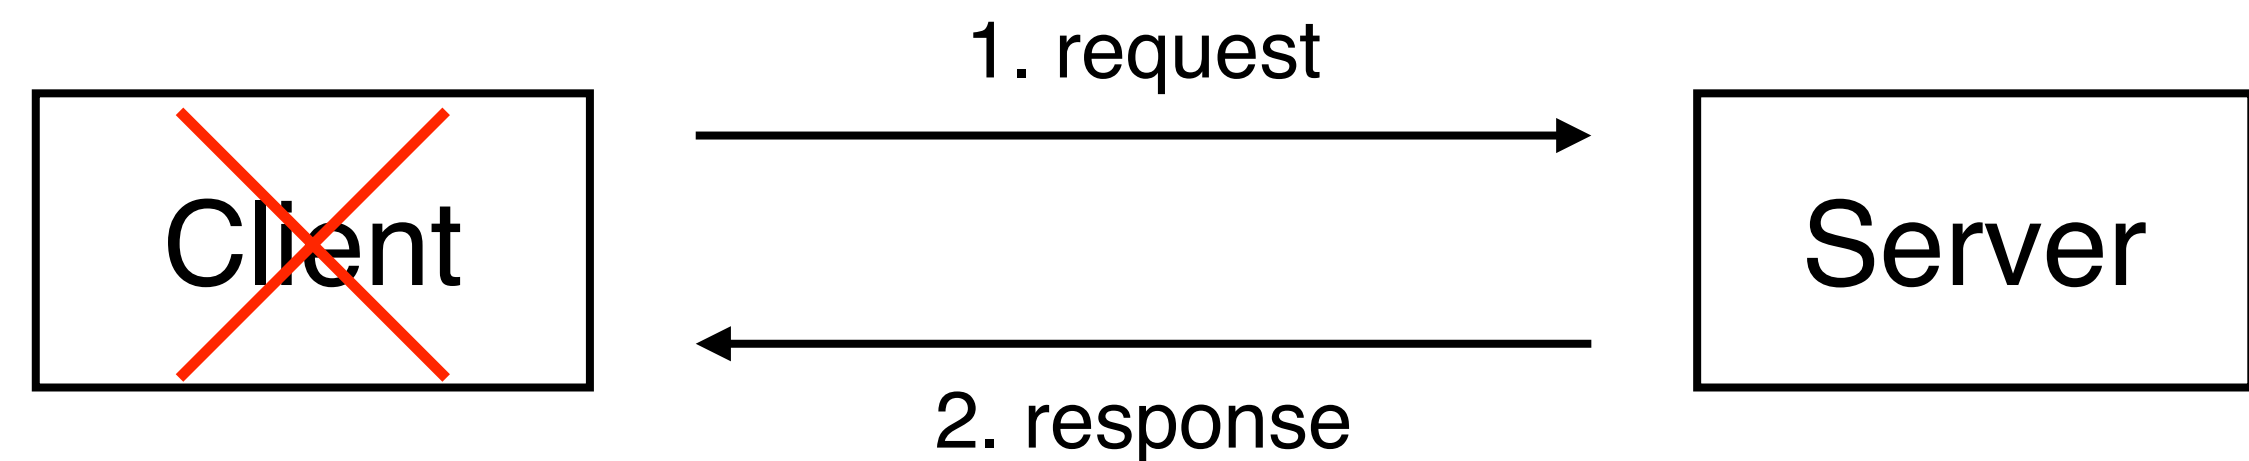 1. request
Client
Server
2. response